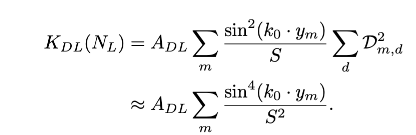 K_{DL}(N_L) = A_{DL} \sum_m \frac{\sin^2(k_0 \cdot y_m)}{S} \sum_d \mathcal{D}^2_{m,d}
\approx A_{DL} \sum_m \frac{\sin^4(k_0 \cdot y_m)}{S^2}.